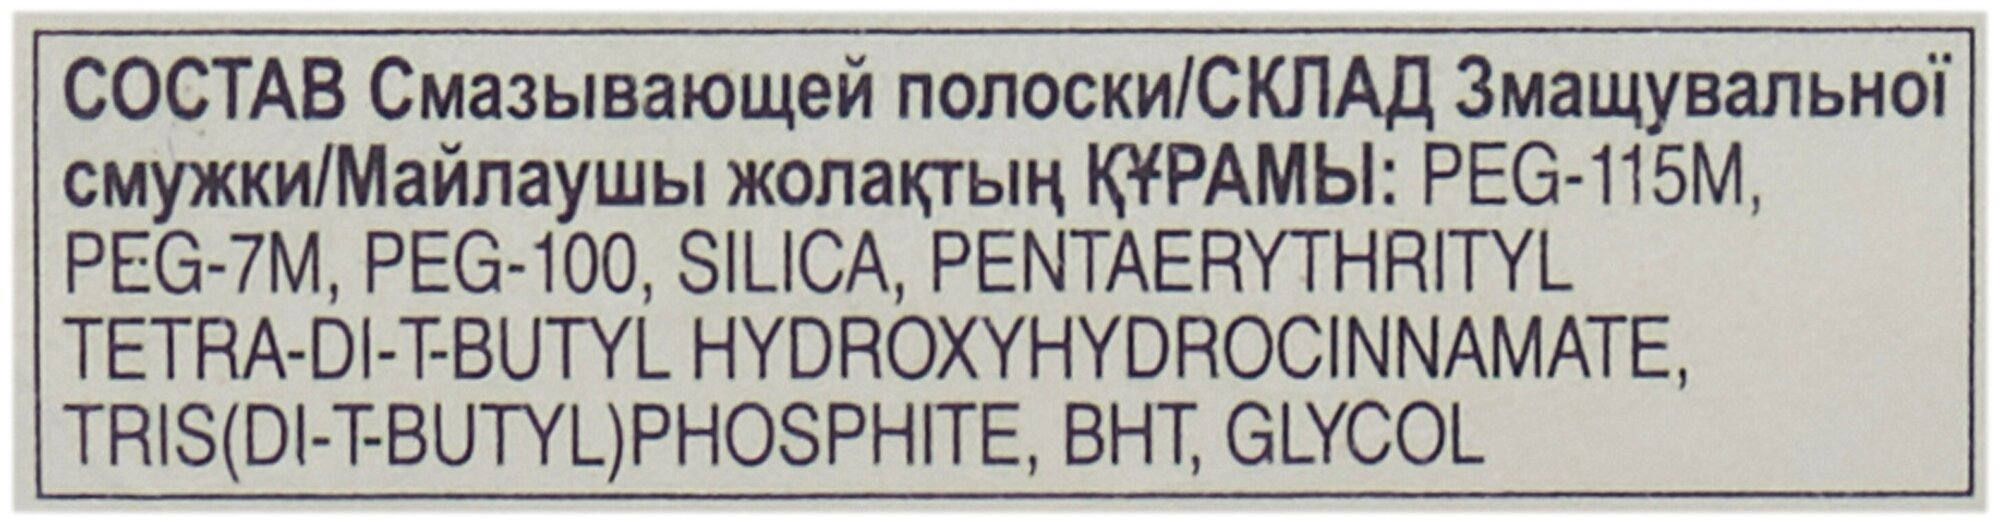 СОСТАВ Смазывающей полоски/СКЛАД Змащувальної
смужки/Майлаушы жолақтың ҚҰРАМЫ: PEG-115M,
PEG-7M, PEG-100, SILICA, PENTAERYTHRITYL
TETRA-DI-T-BUTYL HYDROXYHYDROCINNAMATE,
TRIS(DI-T-BUTYL)PHOSPHITE, BHT, GLYCOL